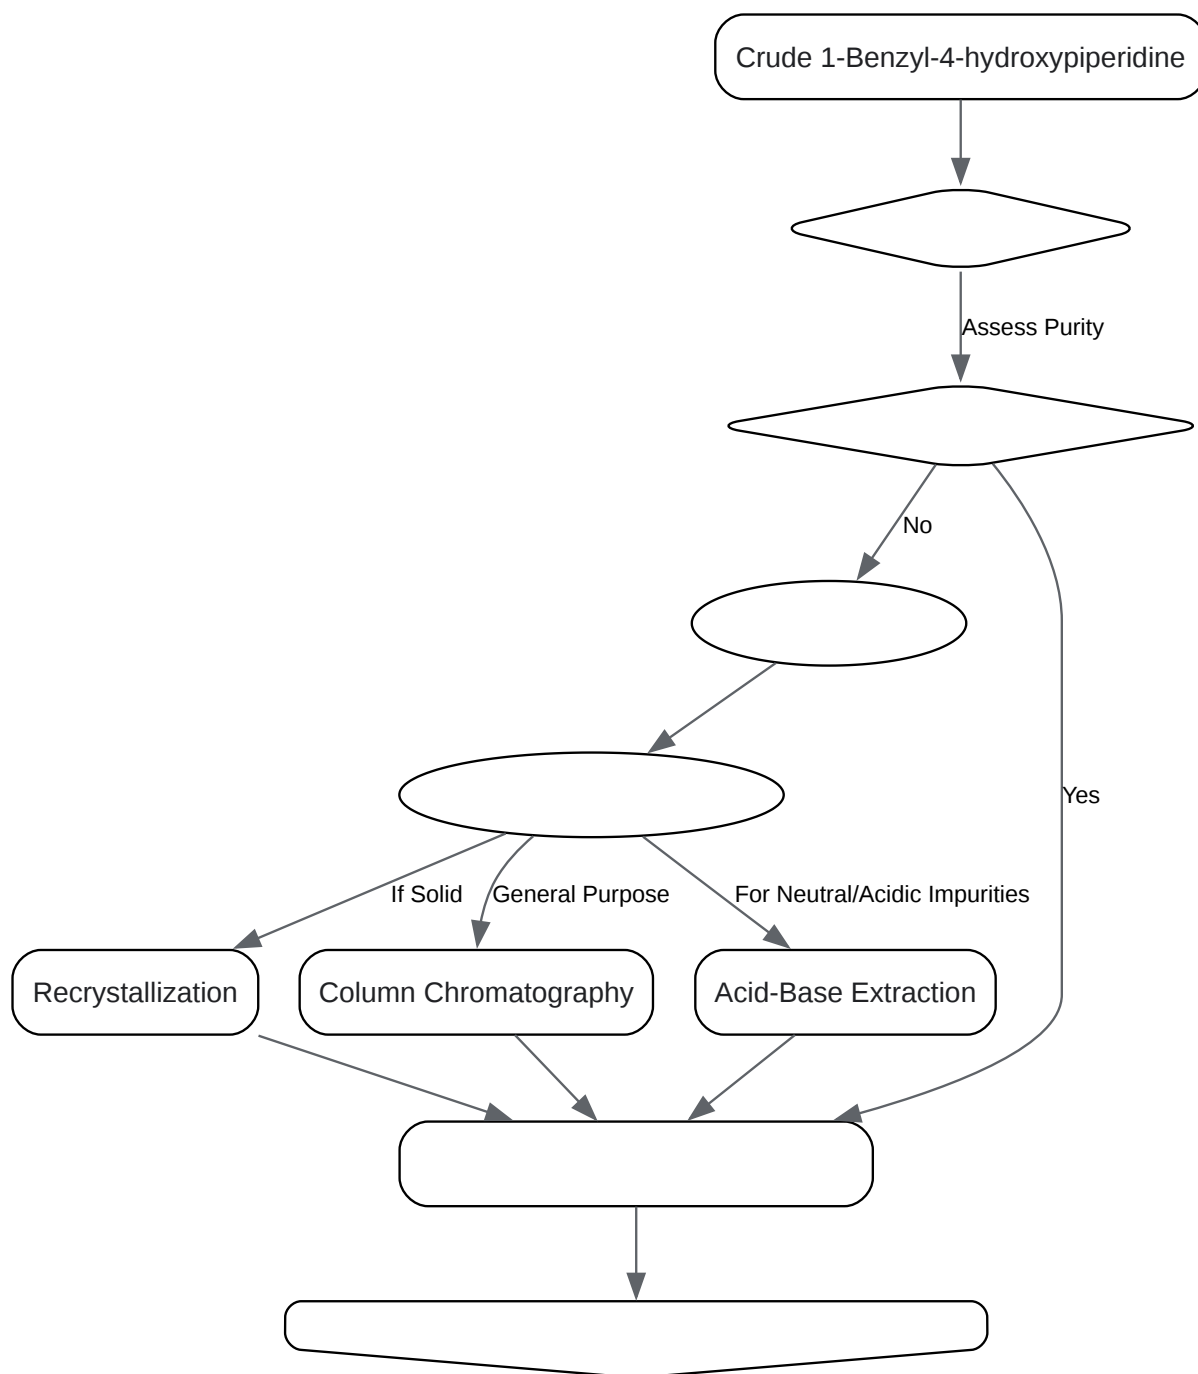 Crude 1-Benzyl-4-hydroxypiperidine
Assess Purity
No
Yes
If Solid
General Purpose
For Neutral/Acidic Impurities
Recrystallization
Column Chromatography
Acid-Base Extraction